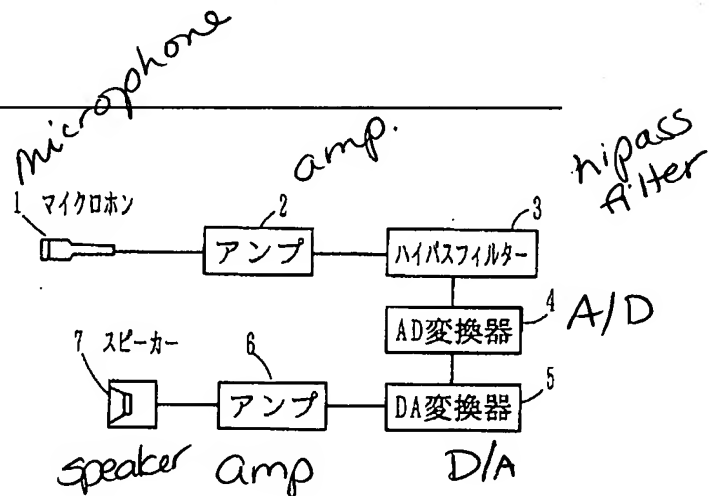 microphone
amp.
hipass
filter
1 マイクロホン
2
3
アンプ
ハイパスフィルター
4
AD変換器
A/D
7 スピーカー
6
5
アンプ
DA変換器
speaker
amp
D/A